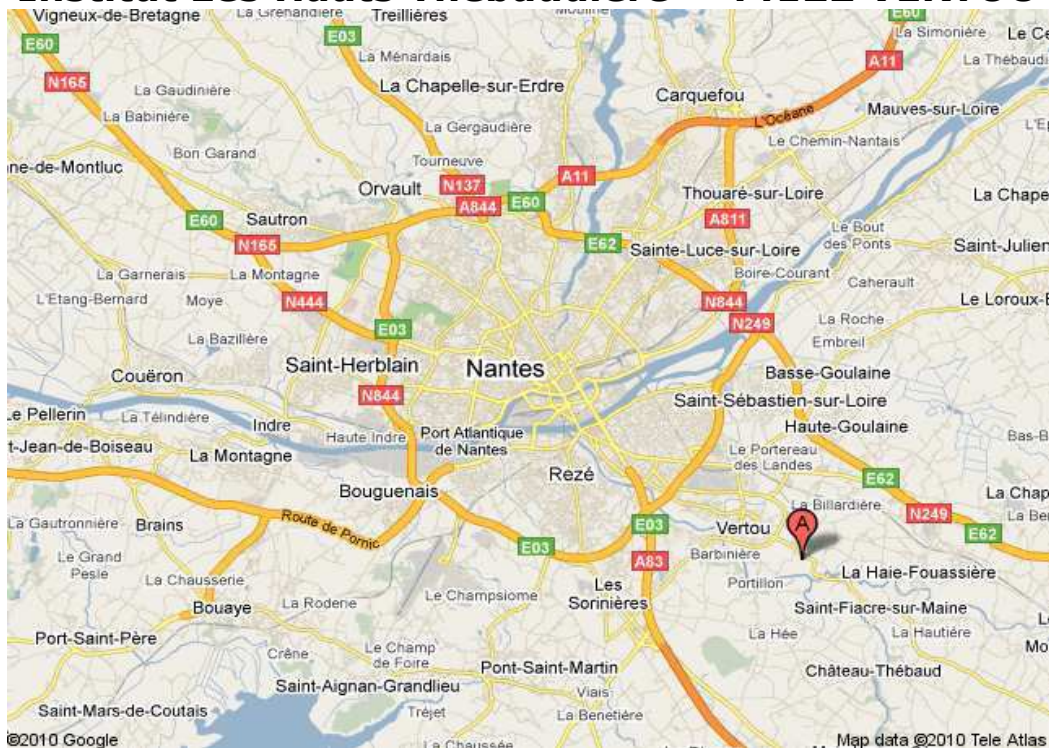 Vigneux-de-Bretagne
La Grenandière
Treillières
E60
E03
E60
La Simonière
La Ménardais
A11
N165
La Gaudinière
La Chapelle-sur-Erdre
Carquefou
La Babinière
L'Océane
Mauves-sur-Loire
La Gergaudière
Le Chemin-Nantais
Bon Garand
Tourneuve
ne-de-Montluc
A11
Orvault
N137
Thouaré-sur-Loire
A844
E60
La Chape
E60
Sautron
A811
Le Bout
des Ponts
N165
E62
Sainte-Luce-sur-Loire
Saint-Julien
La Garnerais
La Montagne
Boire-Courant
Caherault
L'Etang-Bernard
Moye
N444
N844
Le Loroux-B
E03
N249
La Roche
La Bazillère
Embreil
Saint-Herblain
Nantes
Couëron
Basse-Goulaine
N844
Saint-Sébastien-sur-Loire
Le Pellerin
La Télindière
Indre
Haute Indre
Port Atlantique
de Nantes
Haute-Goulaine
t-Jean-de-Boiseau
La Montagne
Le Portereau
des Landes
Bas-B
Rezé
E62
Bouguenais
La Chap
La Billardière
N249
La Gautronnière
Brains
Route de Pornic
E03
Vertou
A
La Be
E62
E03
Barbinière
Le Grand
Pesle
A83
La Haie-Fouassière
La Chausserie
Les
Sorinières
Portillon
Bouaye
La Roderie
Le Champsiome
Saint-Fiacre-sur-Maine
Port-Saint-Père
La Hée
La Hautière
Le Champ
de Foire
Mo
Crêne
Pont-Saint-Martin
Château-Thébaud
Saint-Aignan-Grandlieu
Viais
Saint-Mars-de-Coutais
Tréjet
La Benetière
©2010 Google
La Chaussée
Map data ©2010 Tele Atlas